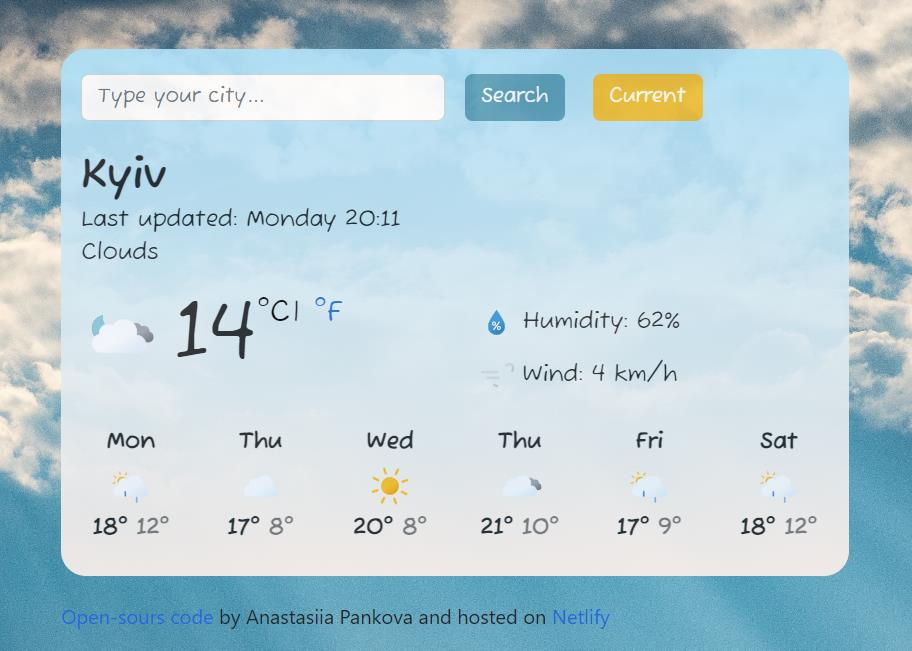 Type your city... Search Current
Kyiv
Last updated: Monday 20:11
Clouds
14 °C| °F
% Humidity: 62%
Wind: 4 km/h
Mon Thu Wed Thu Fri Sat
18° 12° 17° 8° 20° 8° 21° 10° 17° 9° 18° 12°
Open-sours code by Anastasiia Pankova and hosted on Netlify